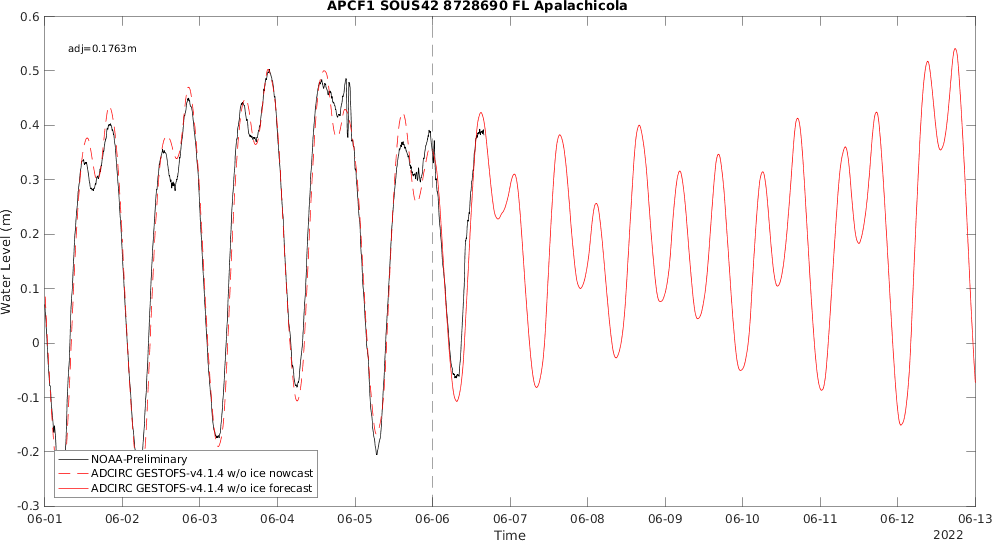 APCF1 SOUS42 8728690 FL Apalachicola
0.6
adj=0.1763m
0.5
0.4
0.3
0.2
0.1
0
-0.1
-0.2
-0.3
Water Level (m)
NOAA-Preliminary
ADCIRC GESTOFS-v4.1.4 w/o ice nowcast
ADCIRC GESTOFS-v4.1.4 w/o ice forecast
06-01 06-02 06-03 06-04 06-05 06-06 06-07 06-08 06-09 06-10 06-11 06-12 06-13
Time
2022